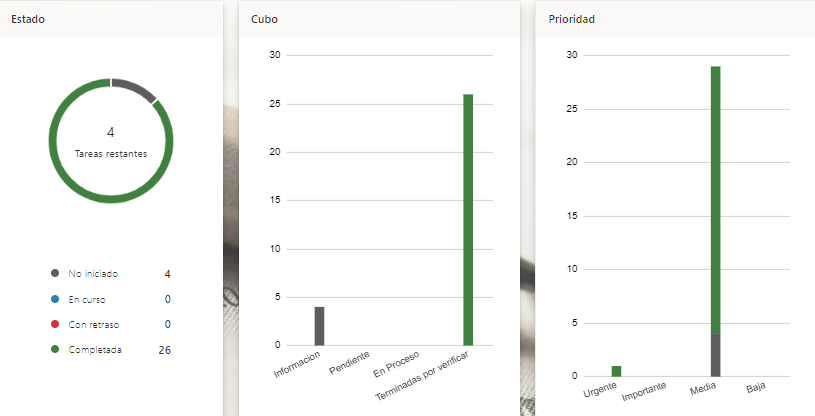 Estado
4
Tareas restantes
No iniciado 4
En curso 0
Con retraso 0
Completada 26
Cubo
30
25
20
15
10
5
0
Informacion
Pendiente
En Proceso
Terminadas por verificar
Prioridad
30
25
20
15
10
5
0
Urgente
Importante
Media
Baja